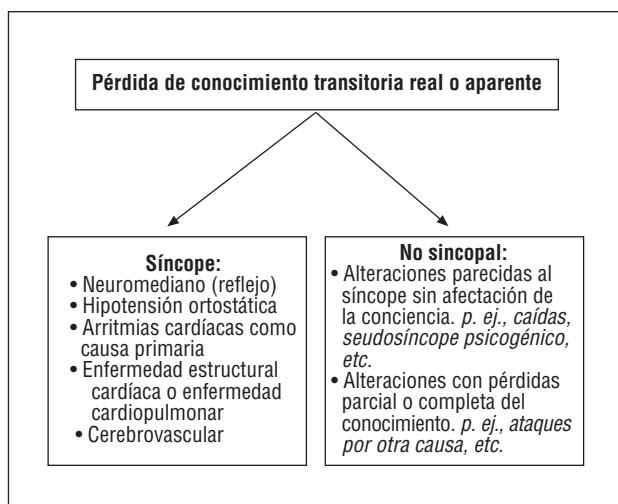 Pérdida de conocimiento transitoria real o aparente
Síncope:
• Neuromediano (reflejo)
• Hipotensión ortostática
• Arritmias cardíacas como
causa primaria
• Enfermedad estructural
cardíaca o enfermedad
cardiopulmonar
• Cerebrovascular
No sincopal:
• Alteraciones parecidas al
síncope sin afectación de
la conciencia. p. ej., caídas,
seudosíncope psicogénico,
etc.
• Alteraciones con pérdidas
parcial o completa del
conocimiento. p. ej., ataques
por otra causa, etc.